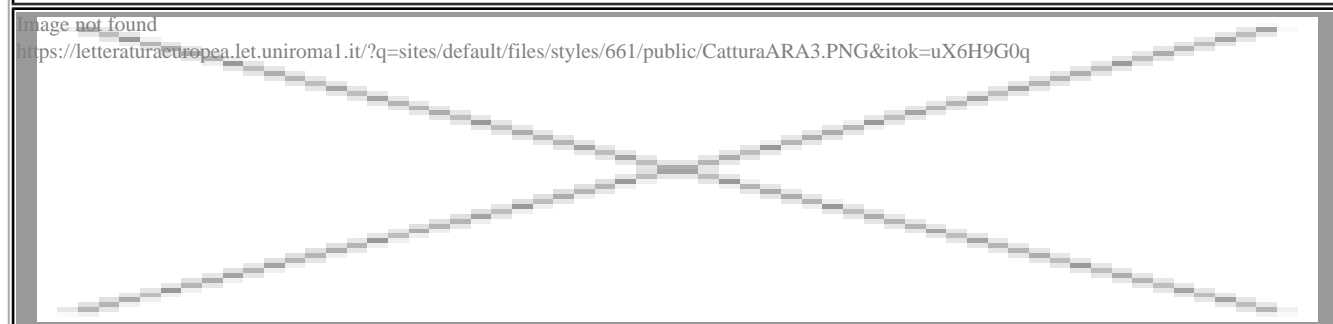 Image not found
https://letteraturaeuropea.let.uniroma1.it/?q=sites/default/files/styles/661/public/CatturaARA3.PNG&itok=uX6H9G0q